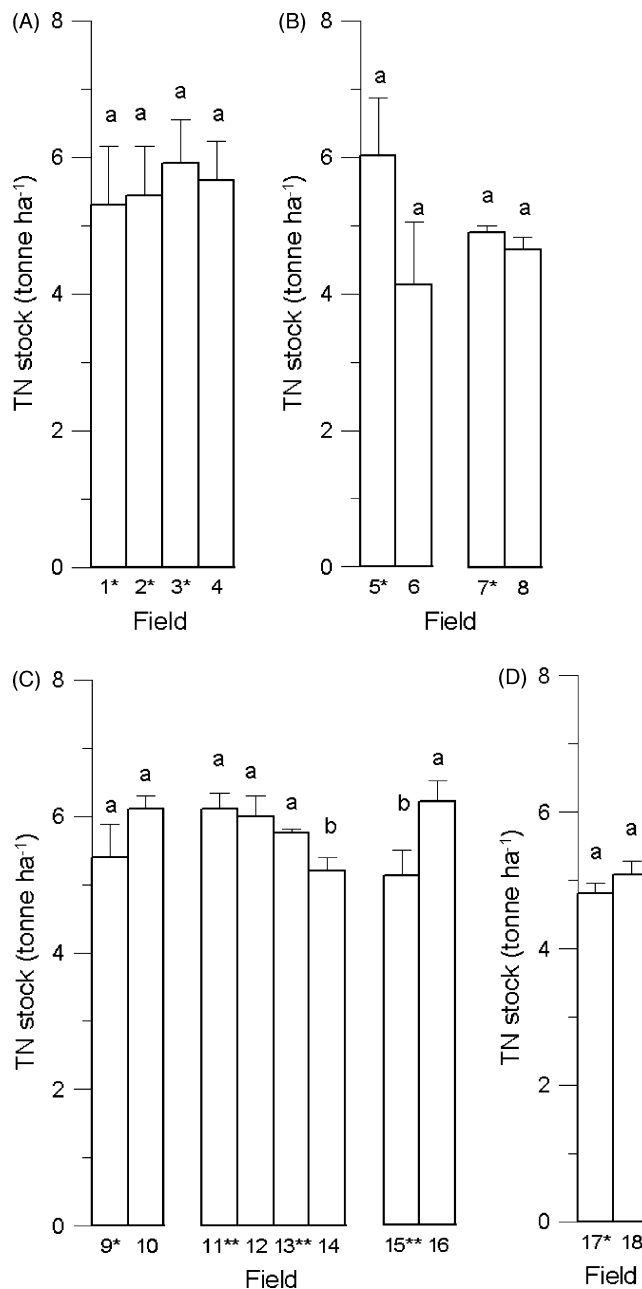 (A)
8
6
4
2
0
TN stock (tonne ha⁻¹)
a a a a
1* 2* 3* 4
Field
(B)
8
6
4
2
0
TN stock (tonne ha⁻¹)
a a a a
5* 6 7* 8
Field
(C)
8
6
4
2
0
TN stock (tonne ha⁻¹)
a a a a a b b a
9* 10 11** 12 13** 14 15** 16
Field
(D)
8
6
4
2
0
TN stock (tonne ha⁻¹)
a a
17* 18
Field